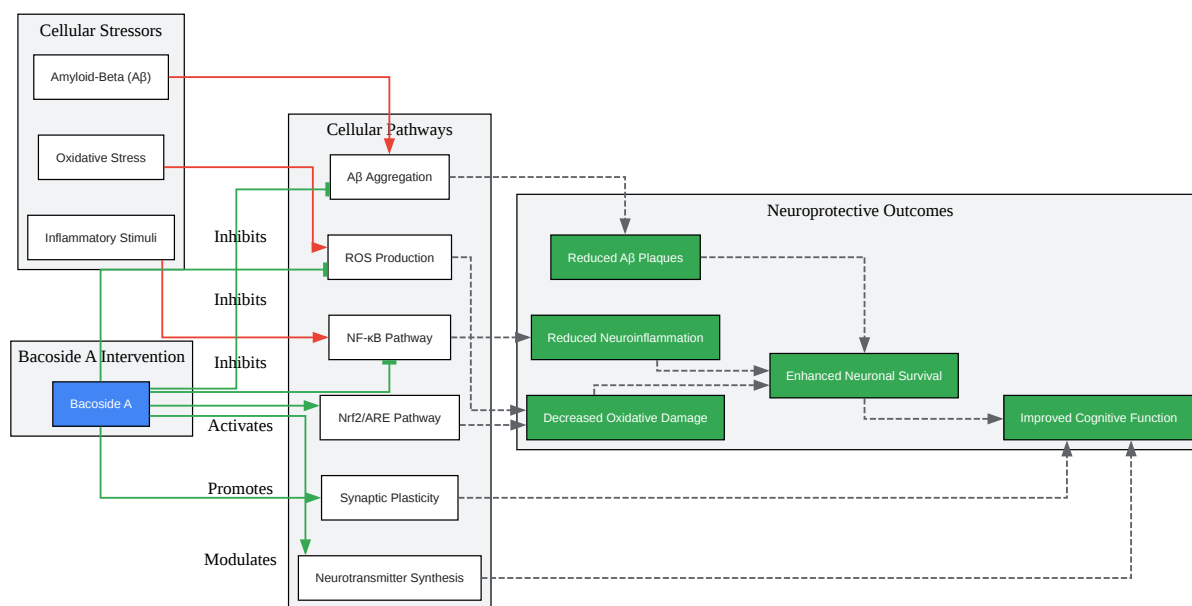 Cellular Stressors
Amyloid-Beta (Aβ)
Oxidative Stress
Inflammatory Stimuli
Bacoside A Intervention
Bacoside A
Inhibits
Inhibits
Inhibits
Activates
Promotes
Modulates
Cellular Pathways
Aβ Aggregation
ROS Production
NF-κB Pathway
Nrf2/ARE Pathway
Synaptic Plasticity
Neurotransmitter Synthesis
Neuroprotective Outcomes
Reduced Aβ Plaques
Reduced Neuroinflammation
Enhanced Neuronal Survival
Decreased Oxidative Damage
Improved Cognitive Function